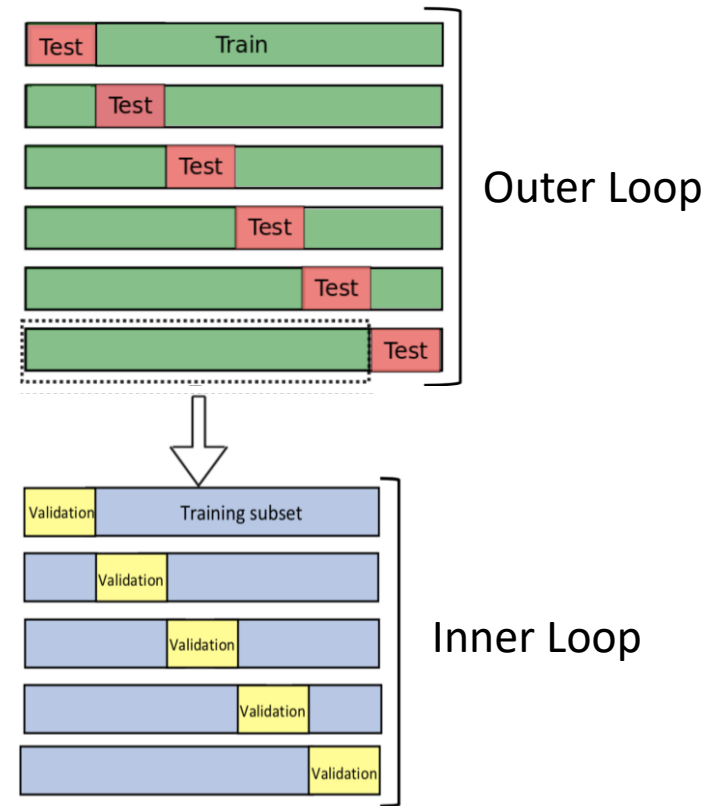 Test Train
Test
Test
Outer Loop
Test
Test
Test
Validation Training subset
Validation
Validation
Inner Loop
Validation
Validation